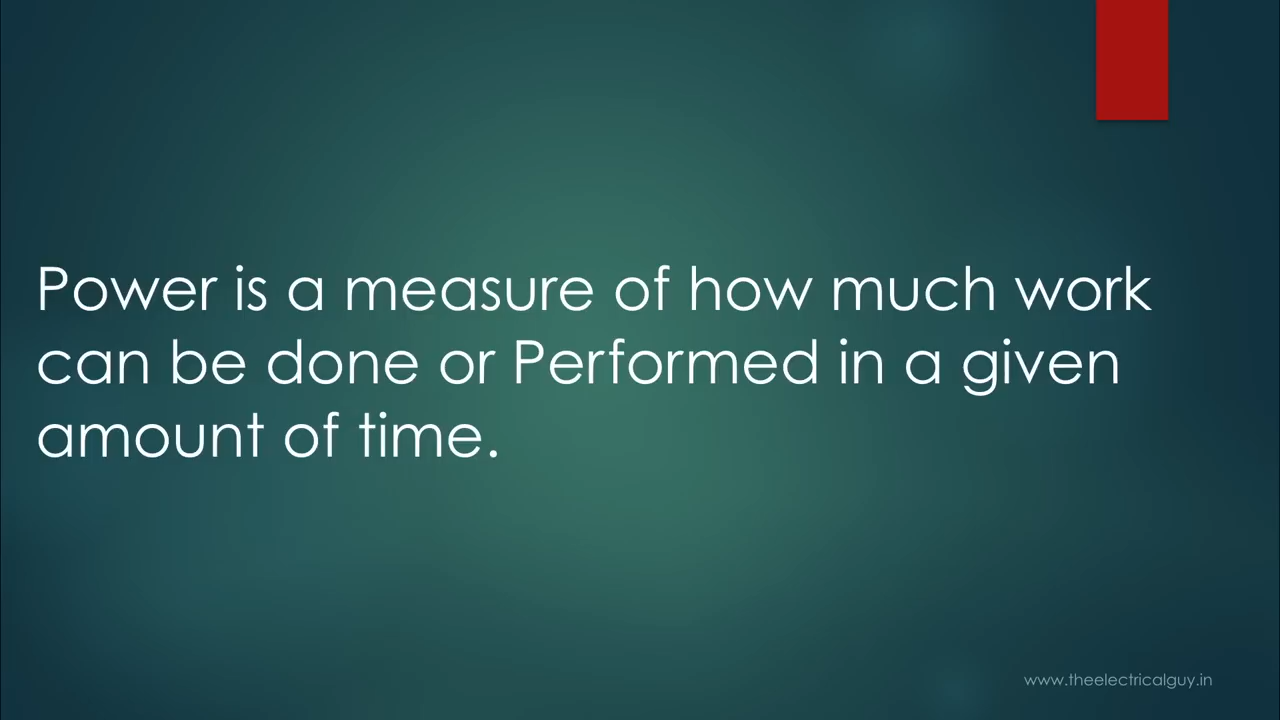 Power is a measure of how much work
can be done or Performed in a given
amount of time.
www.theelectricalguy.in